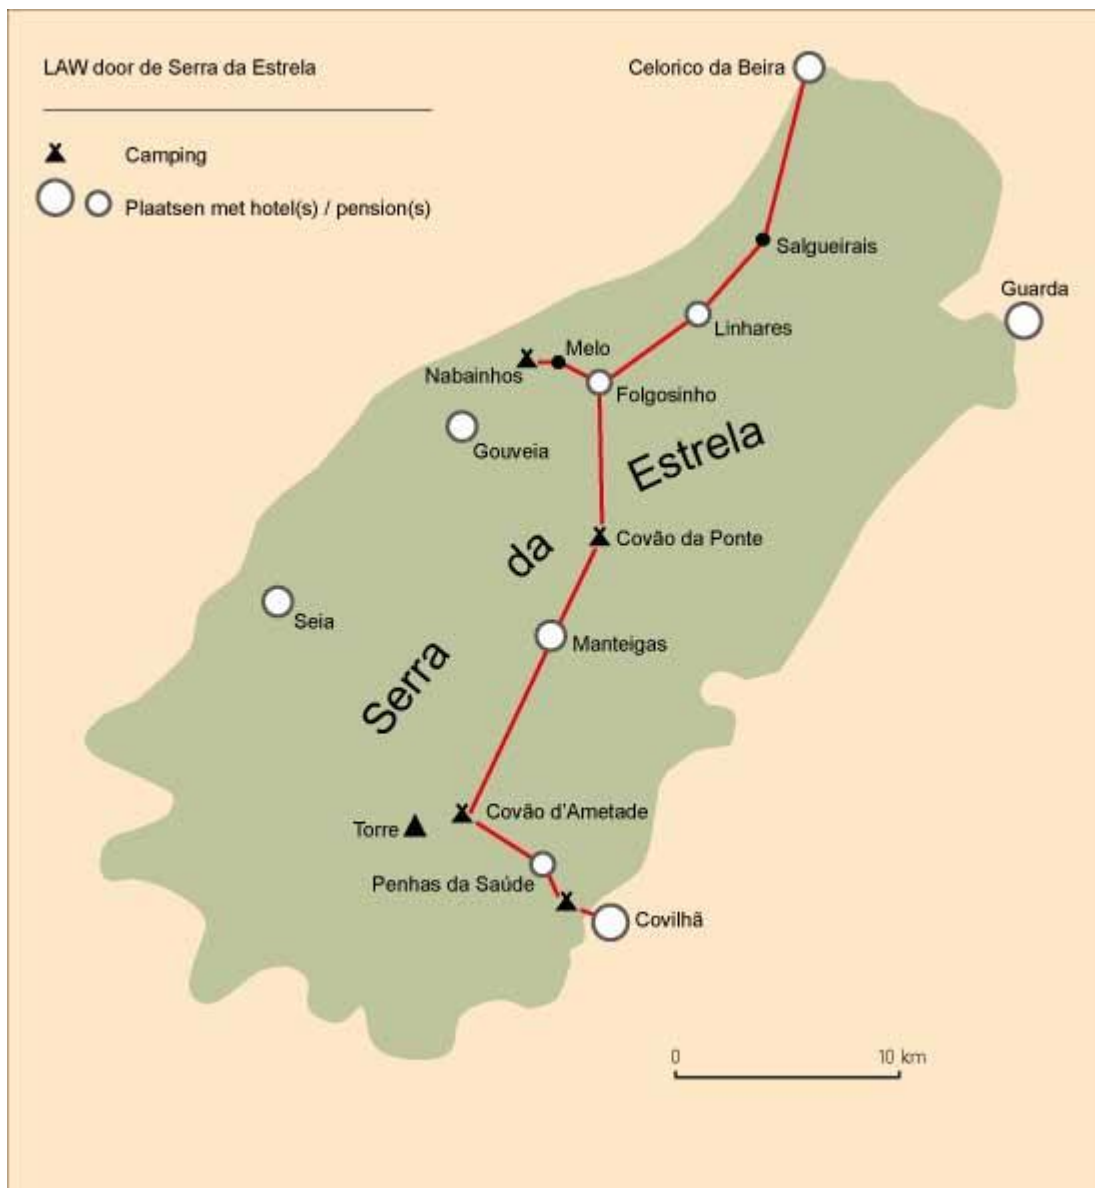 LAW door de Serra da Estrela
Camping
Plaatsen met hotel(s) / pension(s)
Celorico da Beira
Salgueirais
Guarda
Linhares
Melo
Nabainhos
Folgosinho
Gouveia
Estrela
da
Covão da Ponte
Seia
Manteigas
Serra
Covão d'Ametade
Torre
Penhas da Saúde
Covilhã
0 10 km